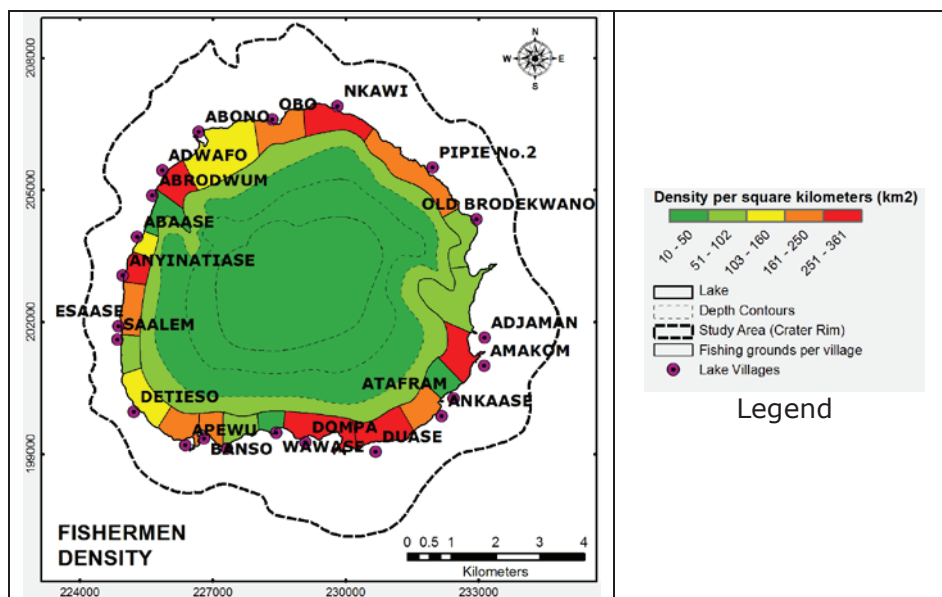 N
W E
S
208000
205000
202000
199000
NKAWI
OBO
ABONO
PIPIE No.2
ADWAFO
ABRODWUM
OLD BRODEKWANO
ABAASE
ANYINATIASE
ESAASE
SAALEM
ADJAMAN
AMAKOM
ATAFRAM
DETIESO
ANKAASE
APEWU
DOMPA
DUASE
BANSO
WAWASE
FISHERMEN
DENSITY
0 0.5 1 2 3 4
Kilometers
224000 227000 230000 233000
Density per square kilometers (km2)
10 - 50
51 - 102
103 - 160
161 - 250
251 - 361
Lake
Depth Contours
Study Area (Crater Rim)
Fishing grounds per village
Lake Villages
Legend